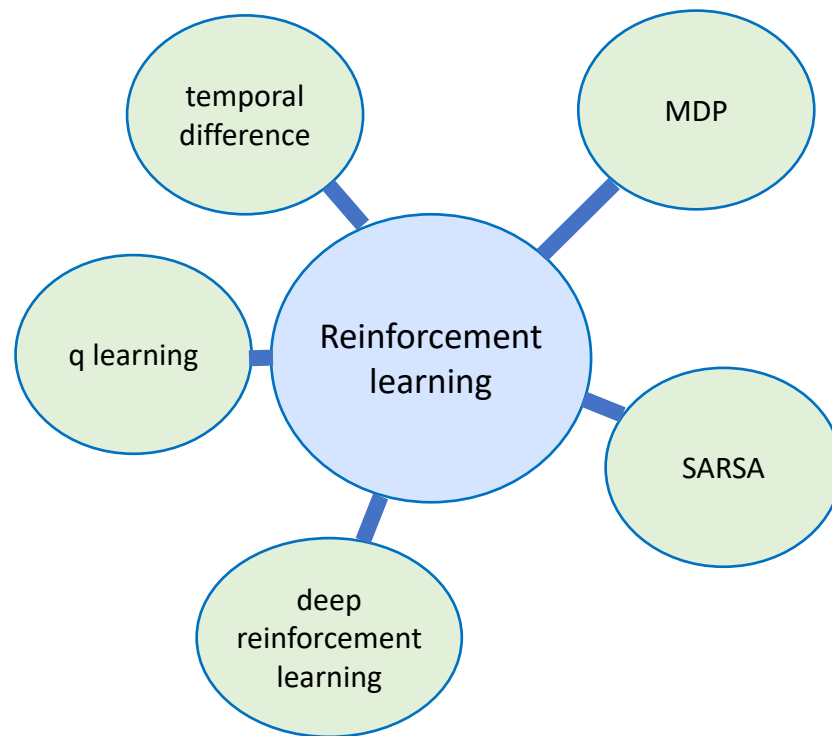 temporal
difference
MDP
Reinforcement
learning
q learning
SARSA
deep
reinforcement
learning